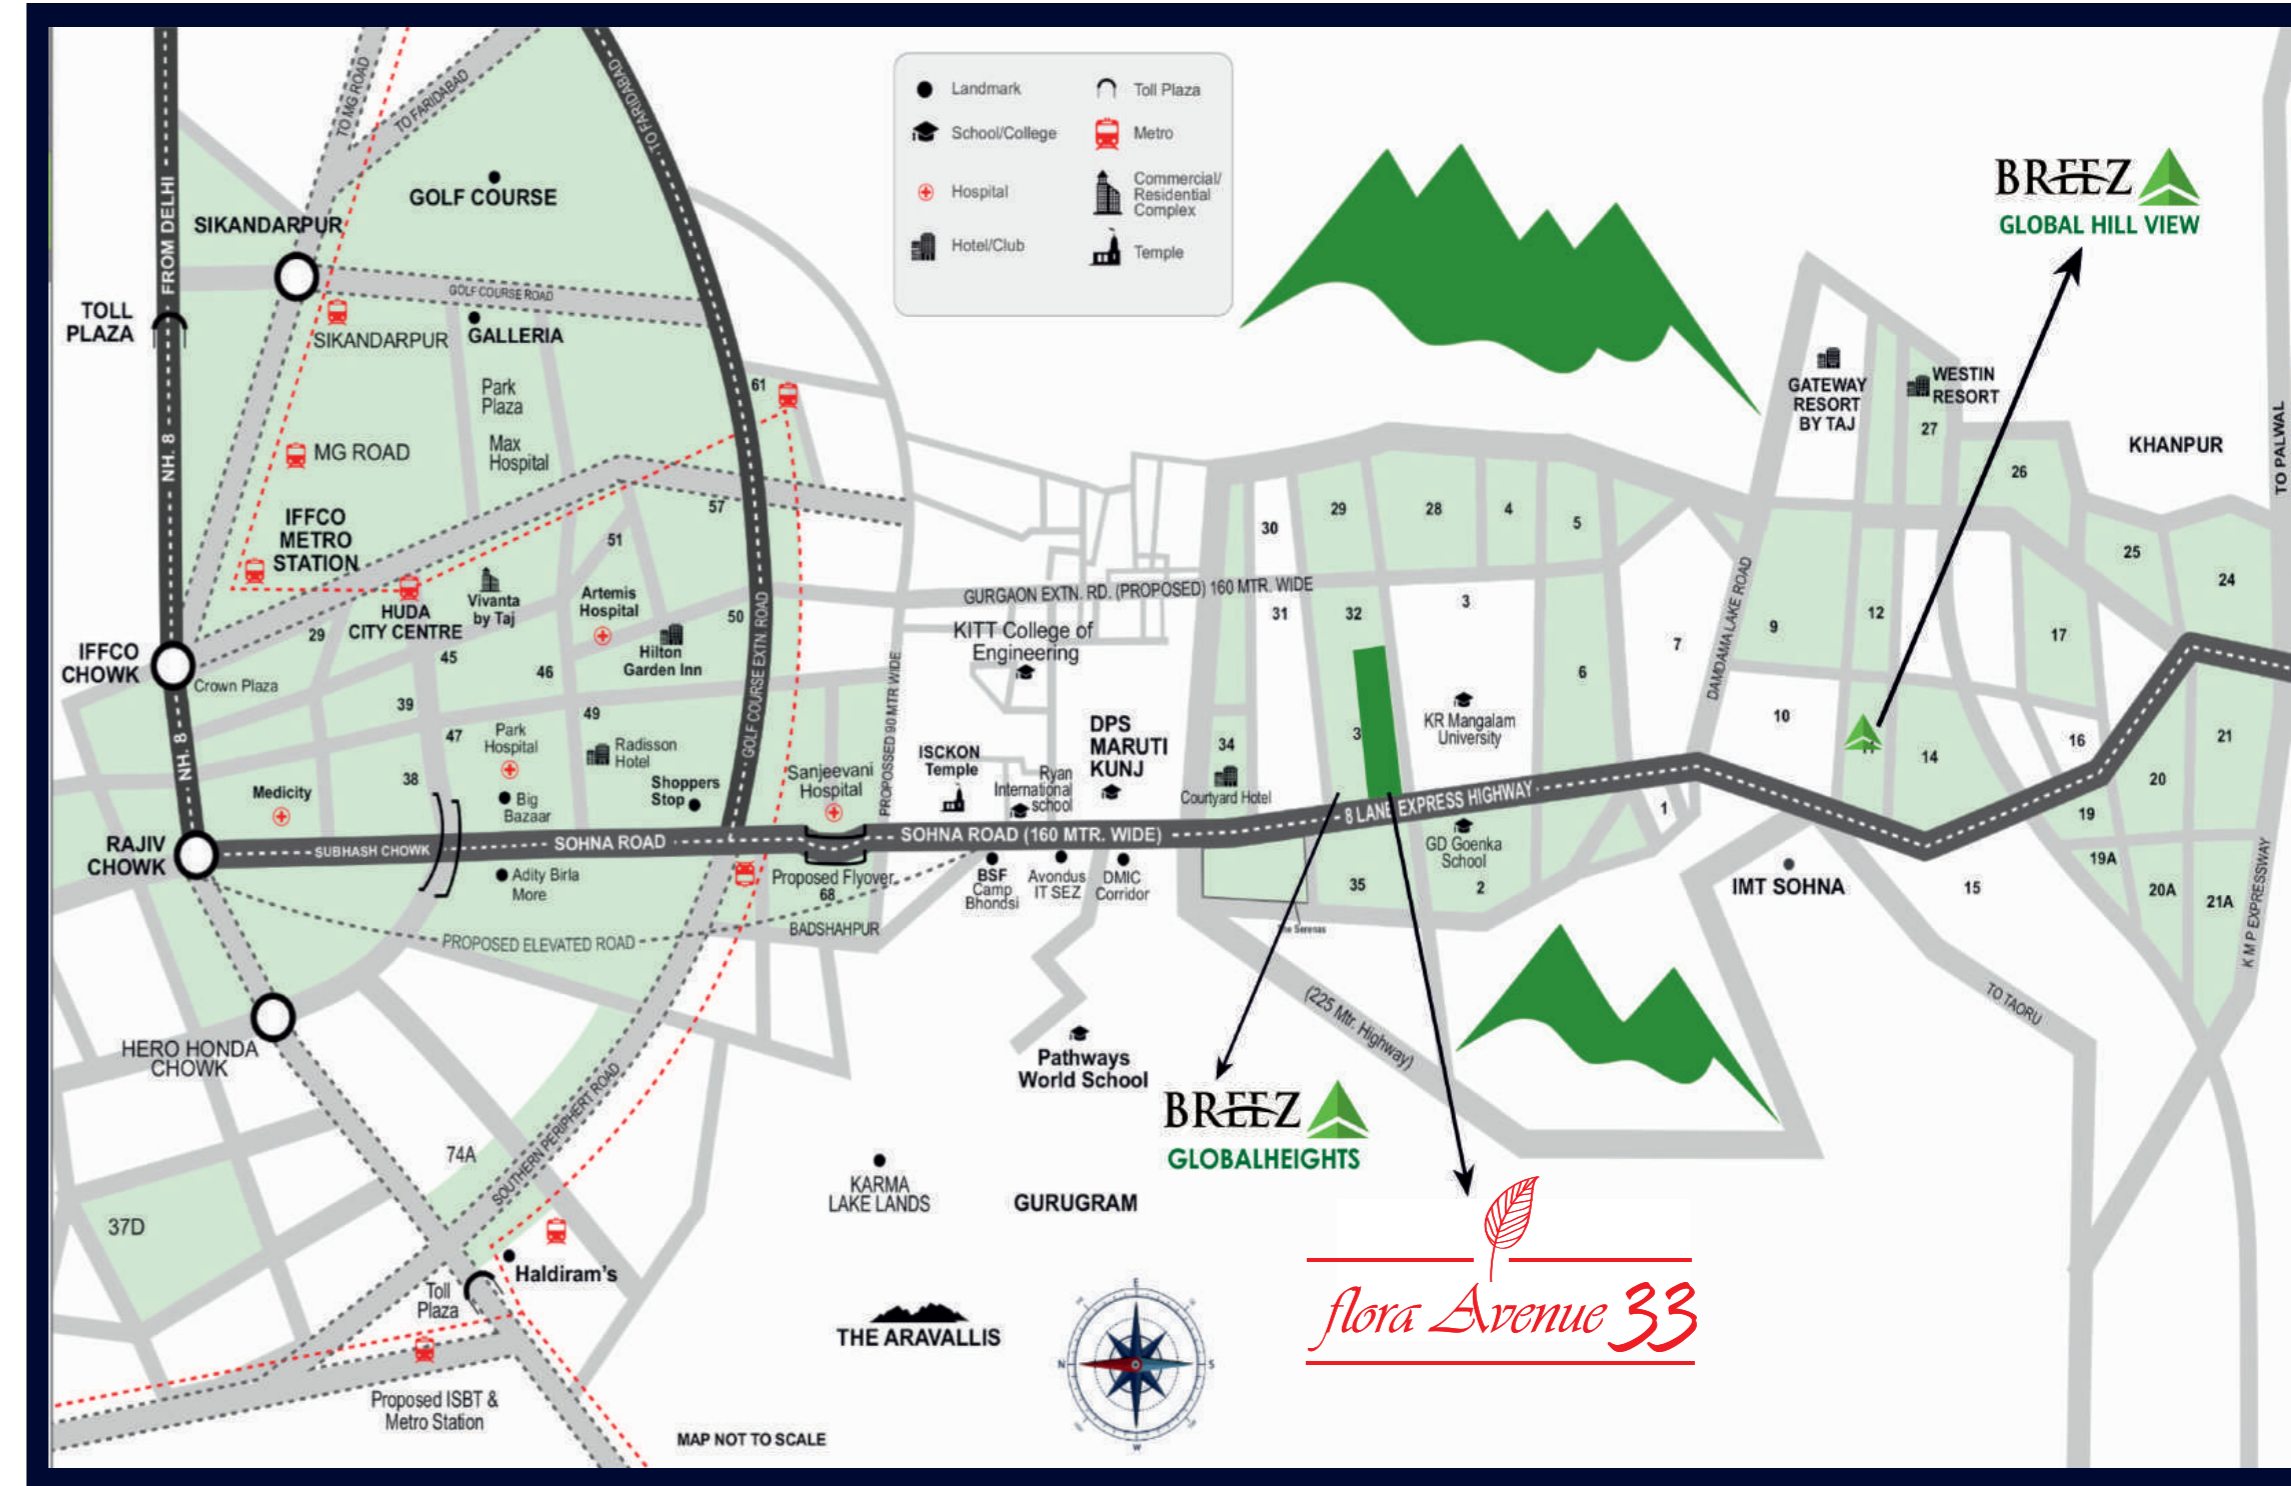 TO MG ROAD
TO FARIDABAD
TO FARIDABAD
FROM DELHI
GOLF COURSE
SIKANDARPUR
GOLF COURSE ROAD
TOLL
PLAZA
SIKANDARPUR
GALLERIA
Park
Plaza
Max
Hospital
MG ROAD
NH. 8
IFFCO
METRO
STATION
HUDA
CITY CENTRE
Vivanta
by Taj
Artemis
Hospital
Hilton
Garden Inn
61
57
51
50
29
45
46
39
49
47
38
IFFCO
CHOWK
Crown Plaza
NH. 8
Park
Hospital
Radisson
Hotel
Shoppers
Stop
Big
Bazaar
Medicity
GOLF COURSE EXTN. ROAD
RAJIV
CHOWK
SUBHASH CHOWK
SOHNA ROAD
SOHNA ROAD (160 MTR. WIDE)
8 LANE EXPRESS HIGHWAY
Adity Birla
More
PROPOSED ELEVATED ROAD
HERO HONDA
CHOWK
74A
37D
SOUTHERN PERIPHERT ROAD
Haldiram's
Toll
Plaza
Proposed ISBT &
Metro Station
MAP NOT TO SCALE
Landmark
School/College
Hospital
Hotel/Club
Toll Plaza
Metro
Commercial/
Residential
Complex
Temple
GURGAON EXTN. RD. (PROPOSED) 160 MTR. WIDE
PROPOSSED 90 MTR WIDE
Sanjeevani
Hospital
Proposed Flyover
68
BADSHAHPUR
KITT College of
Engineering
ISCKON
Temple
Ryan
International
school
DPS
MARUTI
KUNJ
BSF
Camp
Bhondsi
Avondus
IT SEZ
DMIC
Corridor
Pathways
World School
KARMA
LAKE LANDS
GURUGRAM
THE ARAVALLIS
E
N
S
W
30
29
28
4
5
31
32
3
3
6
7
34
Courtyard Hotel
KR Mangalam
University
GD Goenka
School
35
2
1
The Serenas
(225 Mtr. Highway)
BREEZ
GLOBALHEIGHTS
flora Avenue 33
BREEZ
GLOBAL HILL VIEW
GATEWAY
RESORT
BY TAJ
WESTIN
RESORT
27
26
KHANPUR
TO PALWAL
25
24
DAMDAMA LAKE ROAD
9
12
17
10
14
16
21
20
19
19A
20A
21A
15
IMT SOHNA
TO TAORU
K M P EXPRESSWAY